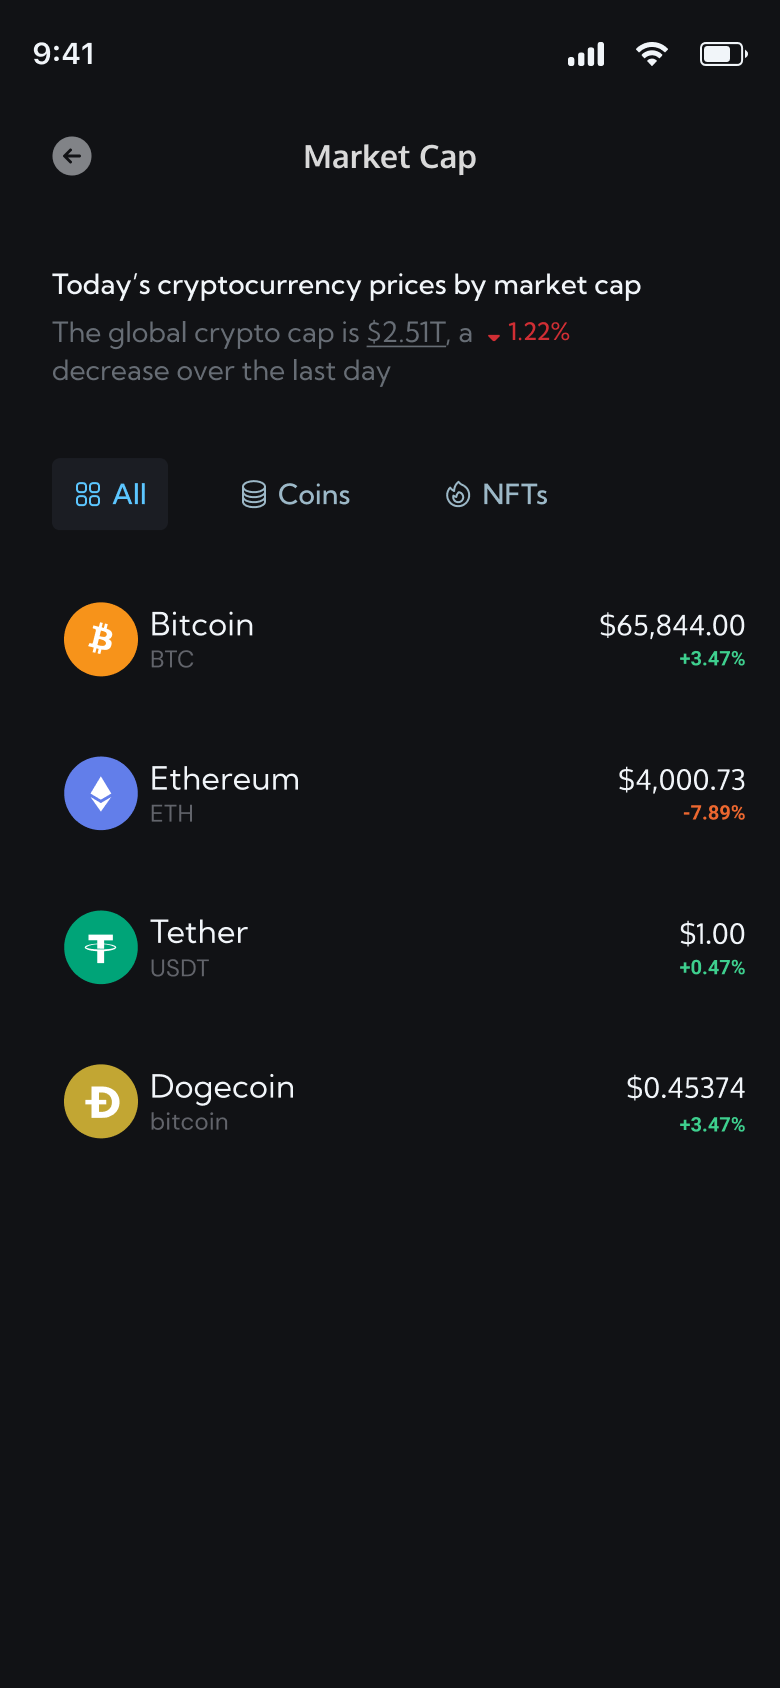 9:41
Market Cap
Today’s cryptocurrency prices by market cap
The global crypto cap is $2.51T, a 1.22%
decrease over the last day
All Coins NFTs
Bitcoin $65,844.00
BTC +3.47%
Ethereum $4,000.73
ETH -7.89%
Tether $1.00
USDT +0.47%
Dogecoin $0.45374
bitcoin +3.47%